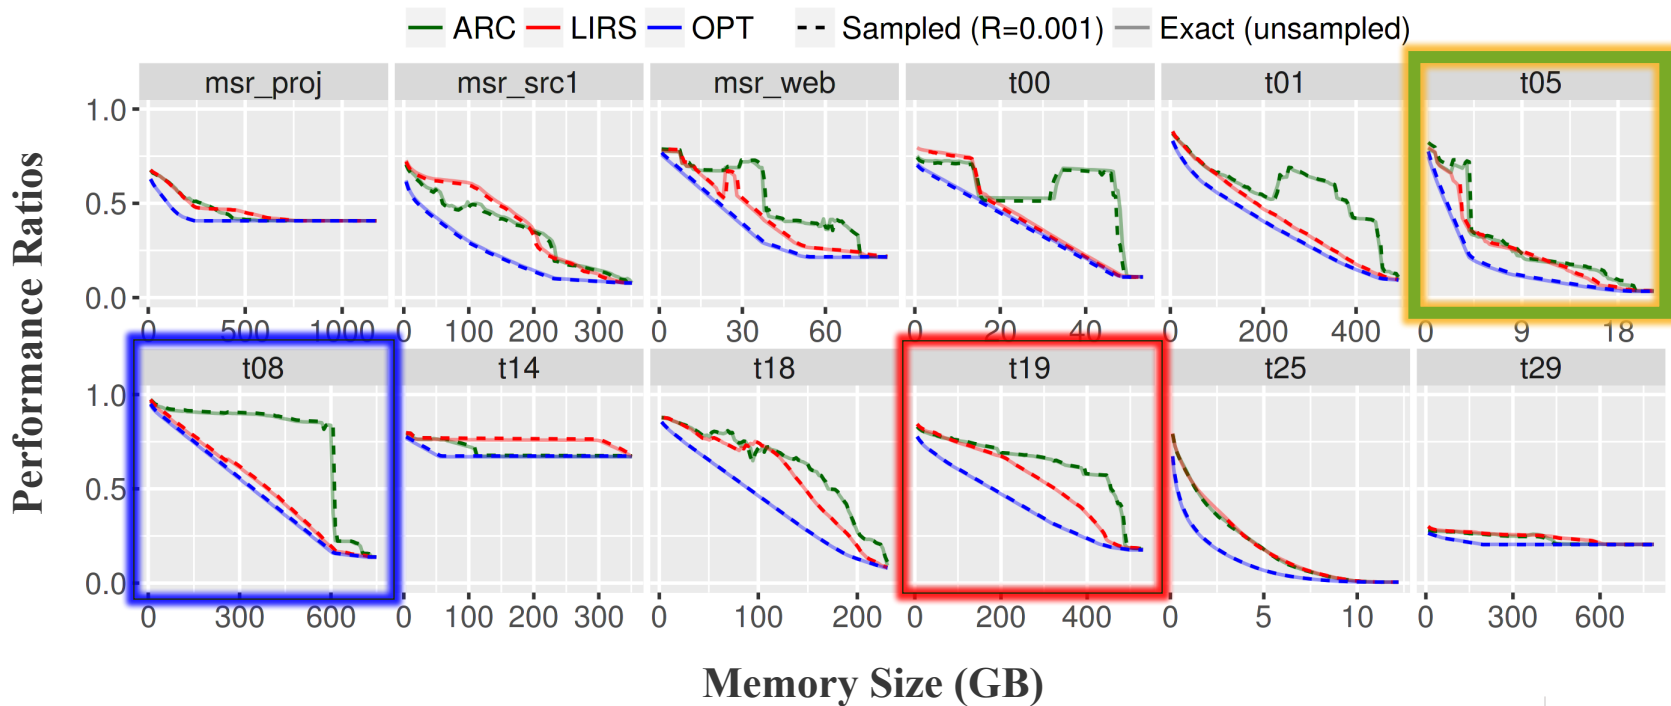 ARC LIRS OPT Sampled (R=0.001) Exact (unsampled)
msr_proj msr_src1 msr_web t00 t01 t05
1.0
0.5
0.0
0 500 1000 0 100 200 300 0 30 60 0 20 40 0 200 400 0 9 18
t08 t14 t18 t19 t25 t29
1.0
0.5
0.0
0 300 600 0 100 200 300 0 100 200 0 200 400 0 5 10 0 300 600
Performance Ratios
Memory Size (GB)